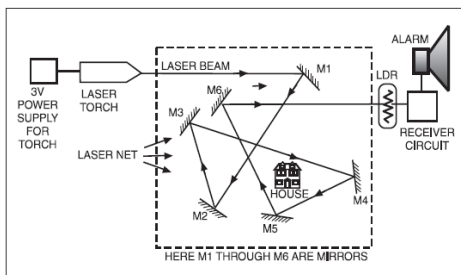 ALARM
LASER BEAM
M1
LDR
M6
3V
POWER
SUPPLY
FOR
TORCH
LASER
TORCH
M3
RECEIVER
CIRCUIT
LASER NET
HOUSE
M4
M2
M5
HERE M1 THROUGH M6 ARE MIRRORS